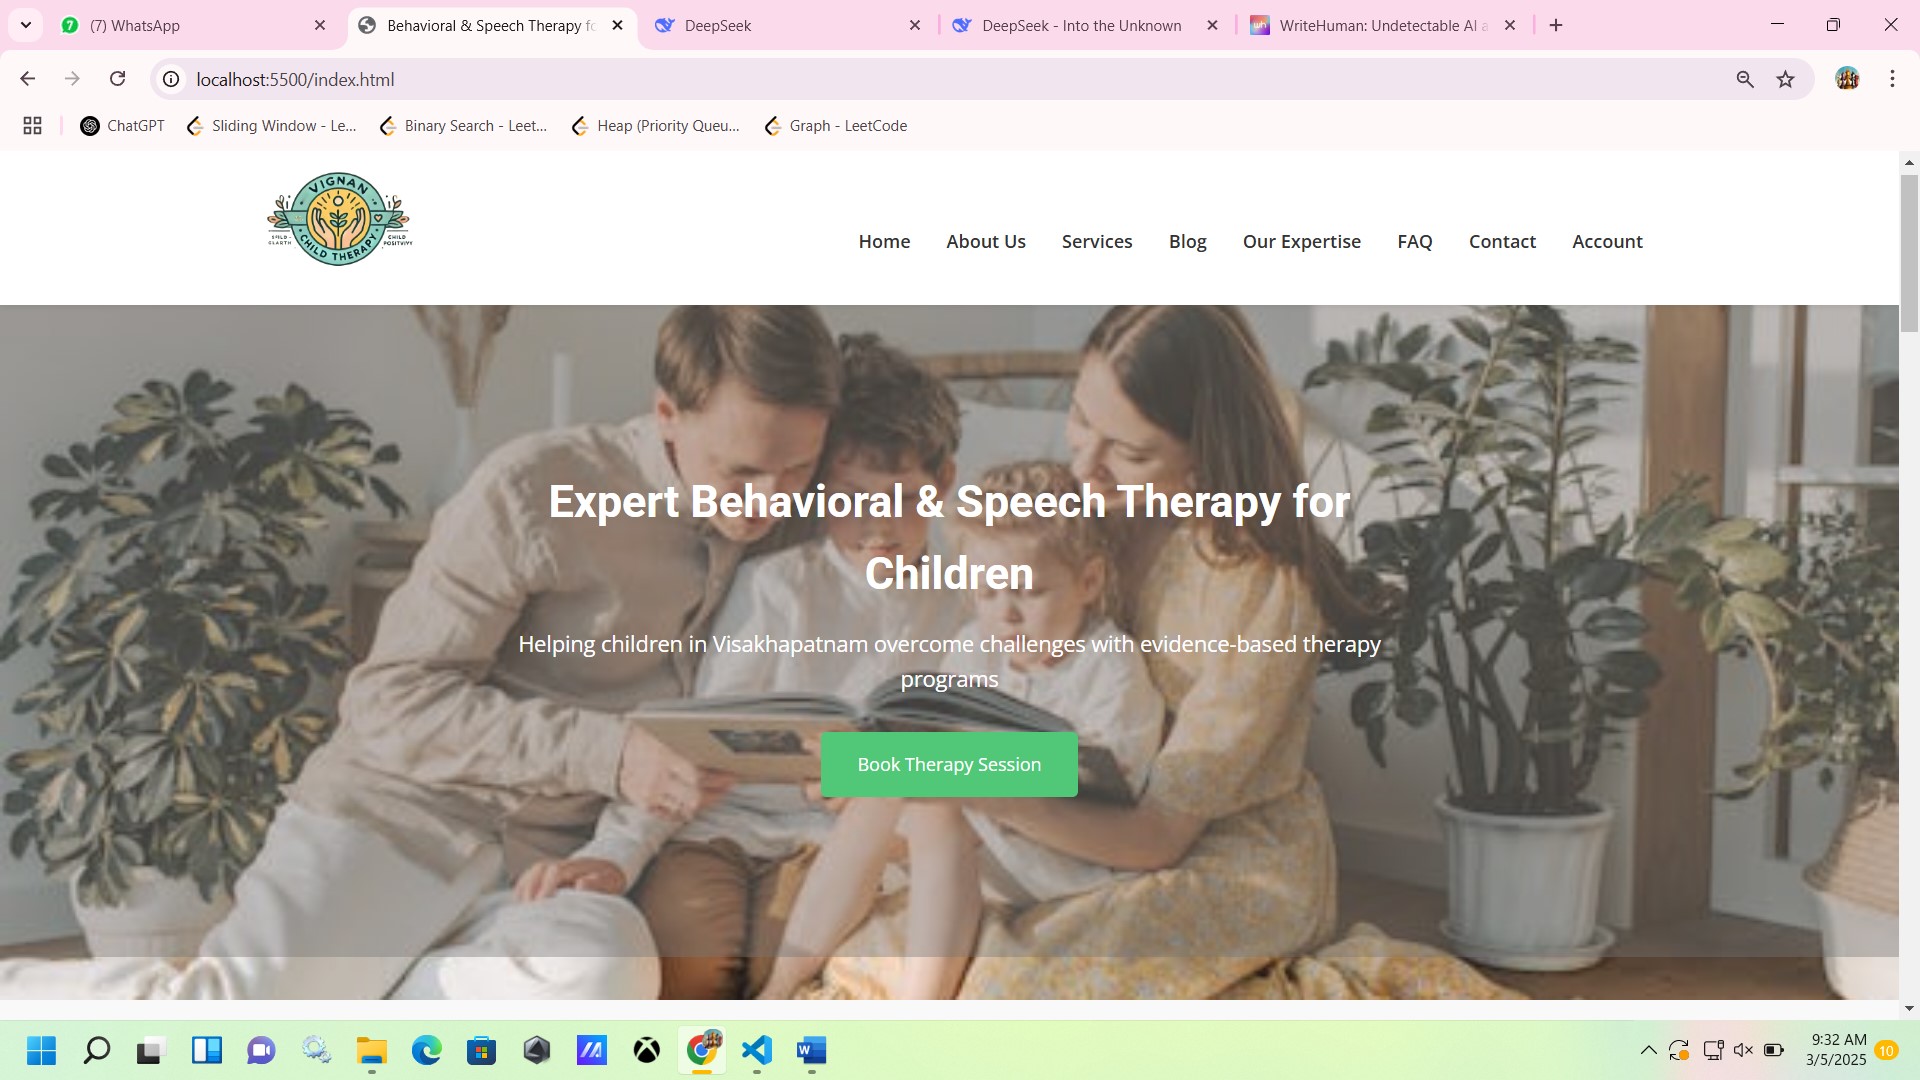 (7) WhatsApp
Behavioral & Speech Therapy fo
DeepSeek
DeepSeek - Into the Unknown
WriteHuman: Undetectable AI a
localhost:5500/index.html
ChatGPT
Sliding Window - Le...
Binary Search - Leet...
Heap (Priority Queu...
Graph - LeetCode
VIGNAN
CHILD THERAPY
CHILD
POSITIVITY
Home
About Us
Services
Blog
Our Expertise
FAQ
Contact
Account
Expert Behavioral & Speech Therapy for
Children
Helping children in Visakhapatnam overcome challenges with evidence-based therapy
programs
Book Therapy Session
9:32 AM
3/5/2025
10